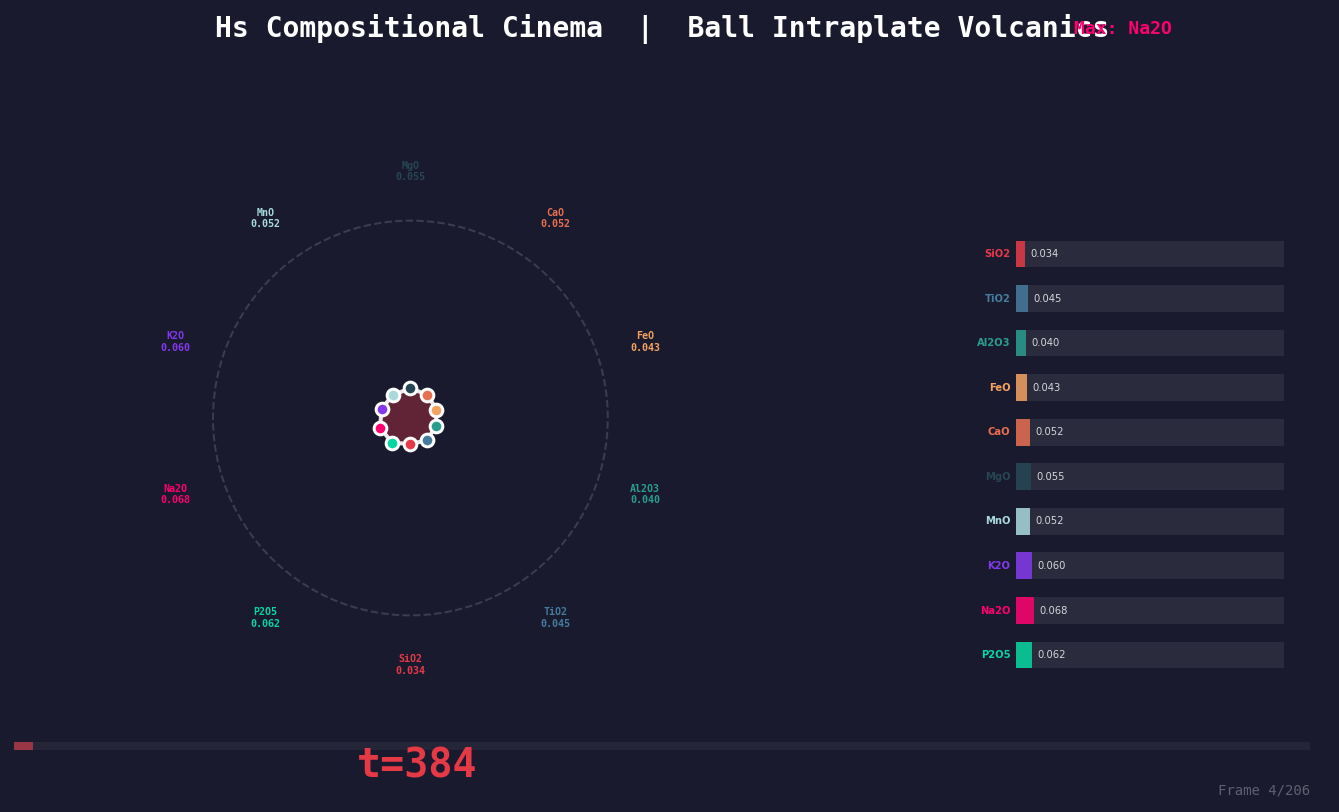 Hs Compositional Cinema | Ball Intraplate Volcanics
Max: Na2O
MgO
0.055
MnO
0.052
CaO
0.052
K2O
0.060
FeO
0.043
Na2O
0.068
Al2O3
0.040
P2O5
0.062
TiO2
0.045
SiO2
0.034
SiO2 0.034
TiO2 0.045
Al2O3 0.040
FeO 0.043
CaO 0.052
MgO 0.055
MnO 0.052
K2O 0.060
Na2O 0.068
P2O5 0.062
t=384
Frame 4/206